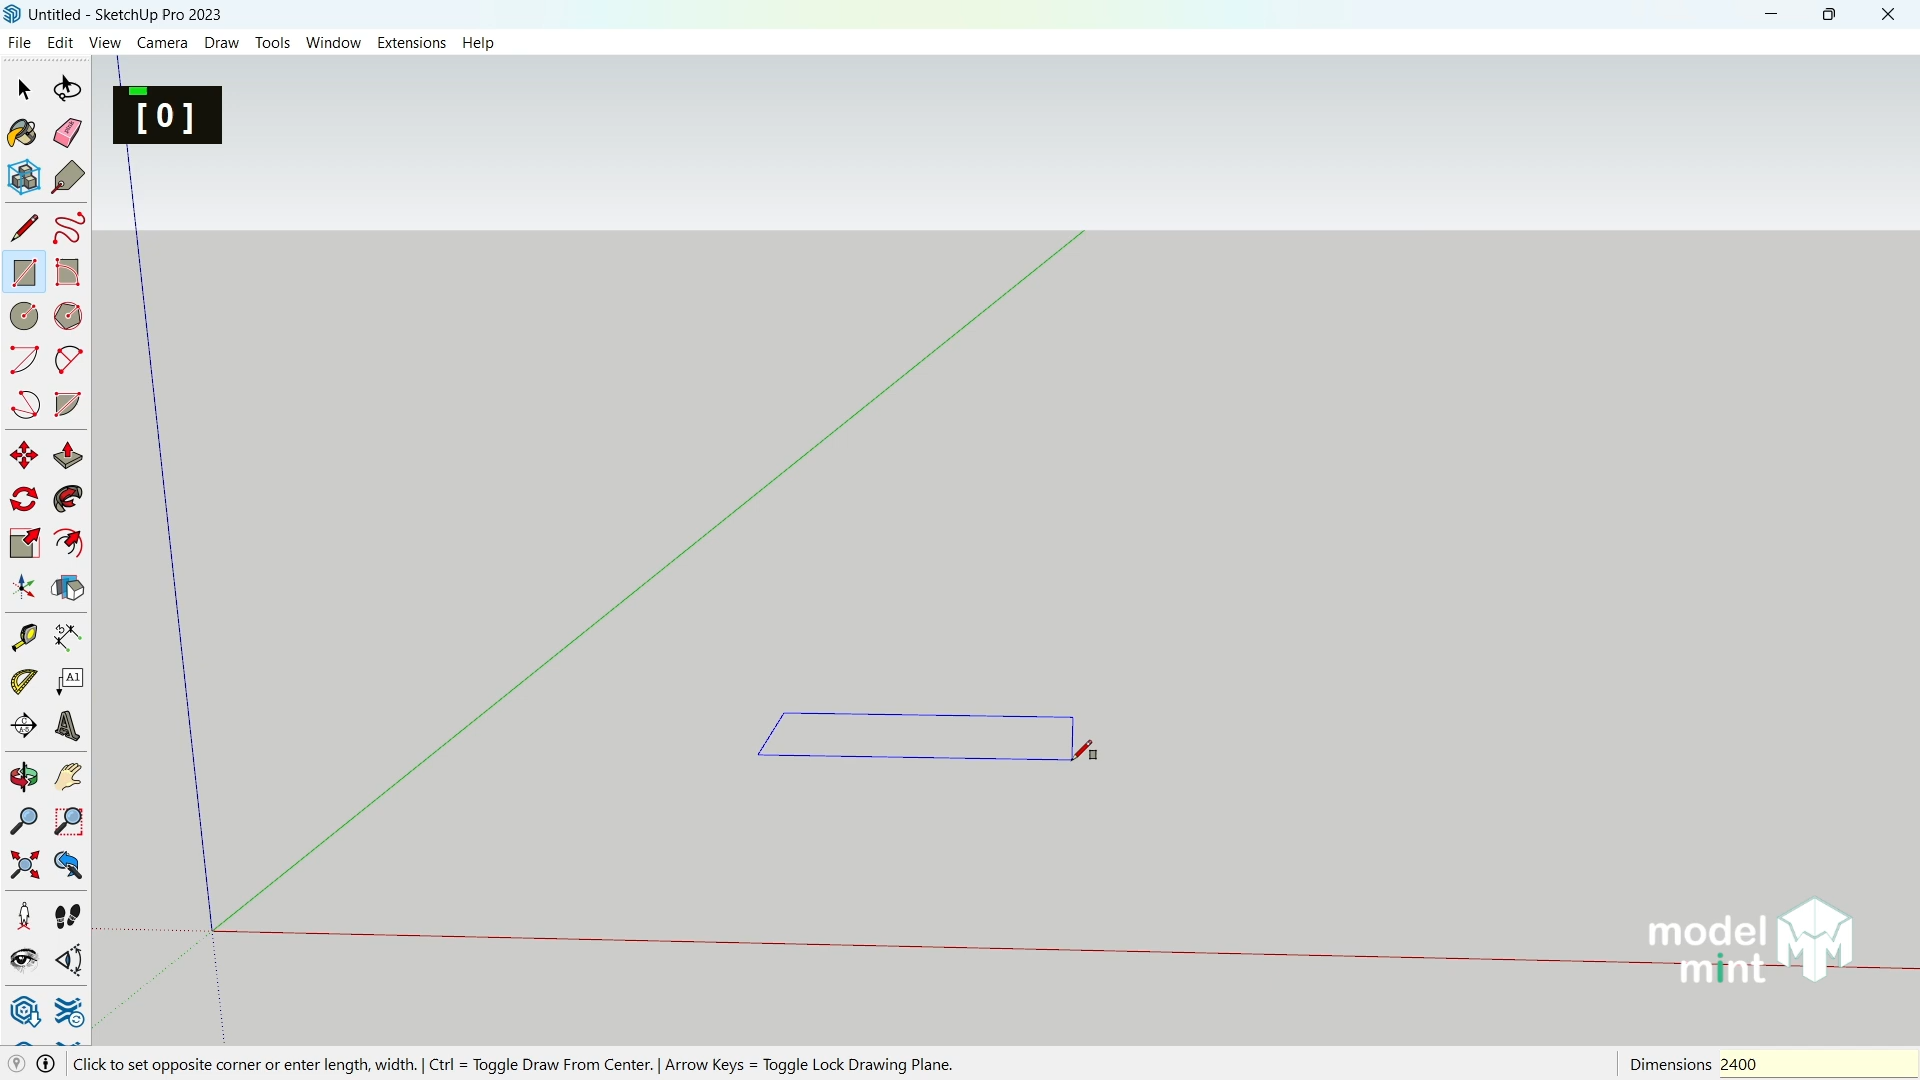 Untitled - SketchUp Pro 2023
File Edit View Camera Draw Tools Window Extensions Help
[ 0 ]
A1
model
mint
Click to set opposite corner or enter length, width. | Ctrl = Toggle Draw From Center. | Arrow Keys = Toggle Lock Drawing Plane.
Dimensions 2400